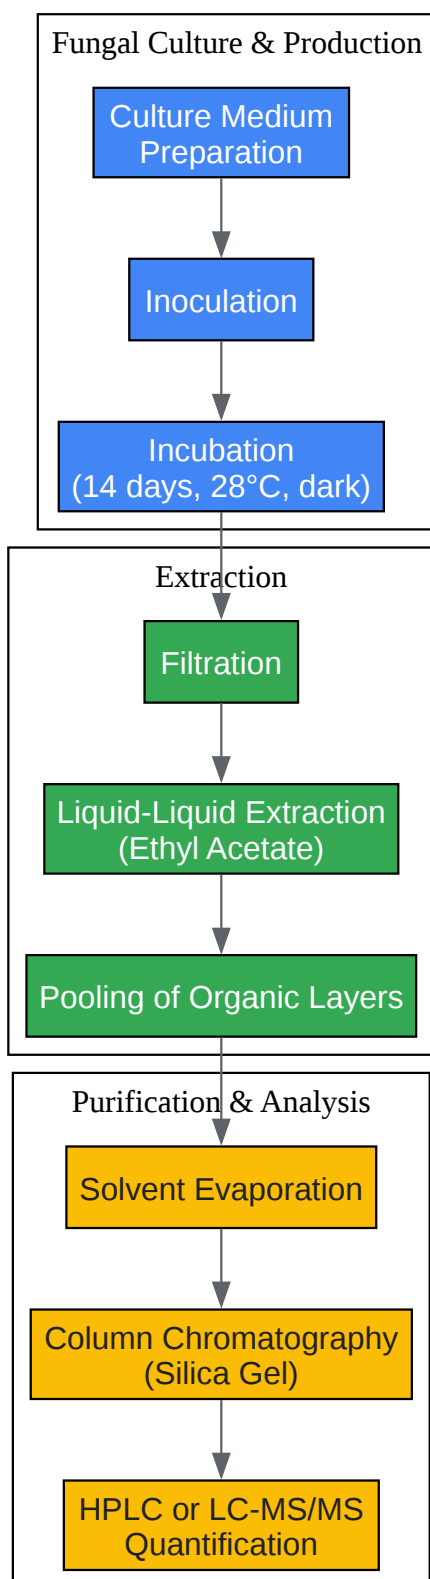 Fungal Culture & Production
Culture Medium
Preparation
Inoculation
Incubation
(14 days, 28°C, dark)
Extraction
Filtration
Liquid-Liquid Extraction
(Ethyl Acetate)
Pooling of Organic Layers
Purification & Analysis
Solvent Evaporation
Column Chromatography
(Silica Gel)
HPLC or LC-MS/MS
Quantification